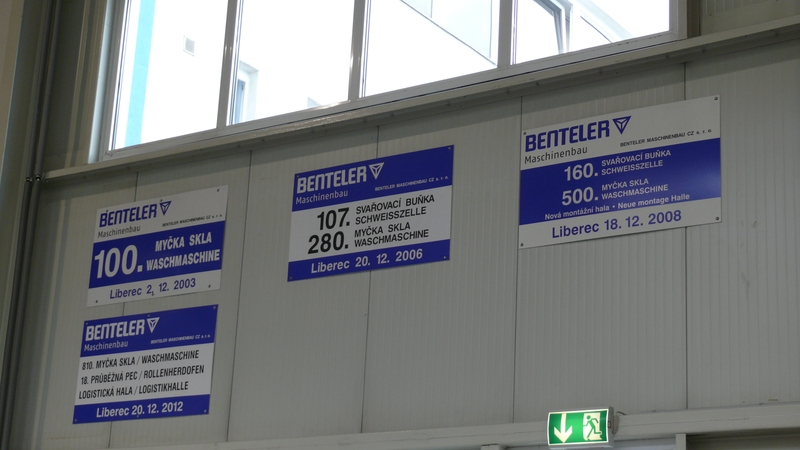 BENTELER
Maschinenbau
BENTELER MASCHINENBAU CZ s. r. o.
100. MYČKA SKLA
WASCHMASCHINE
Liberec 2. 12. 2003
BENTELER
Maschinenbau
BENTELER MASCHINENBAU CZ s. r. o.
810. MYČKA SKLA / WASCHMASCHINE
18. PRŮBĚŽNÁ PEC / ROLLENHERDOFEN
LOGISTICKÁ HALA / LOGISTIKHALLE
Liberec 20. 12. 2012
BENTELER
Maschinenbau
BENTELER MASCHINENBAU CZ s. r. o.
107. SVAŘOVACÍ BUŇKA
SCHWEISSZELLE
280. MYČKA SKLA
WASCHMASCHINE
Liberec 20. 12. 2006
BENTELER
Maschinenbau
BENTELER MASCHINENBAU CZ s. r. o.
160. SVAŘOVACÍ BUŇKA
SCHWEISSZELLE
500. MYČKA SKLA
WASCHMASCHINE
Nová montážní hala • Neue montage Halle
Liberec 18. 12. 2008